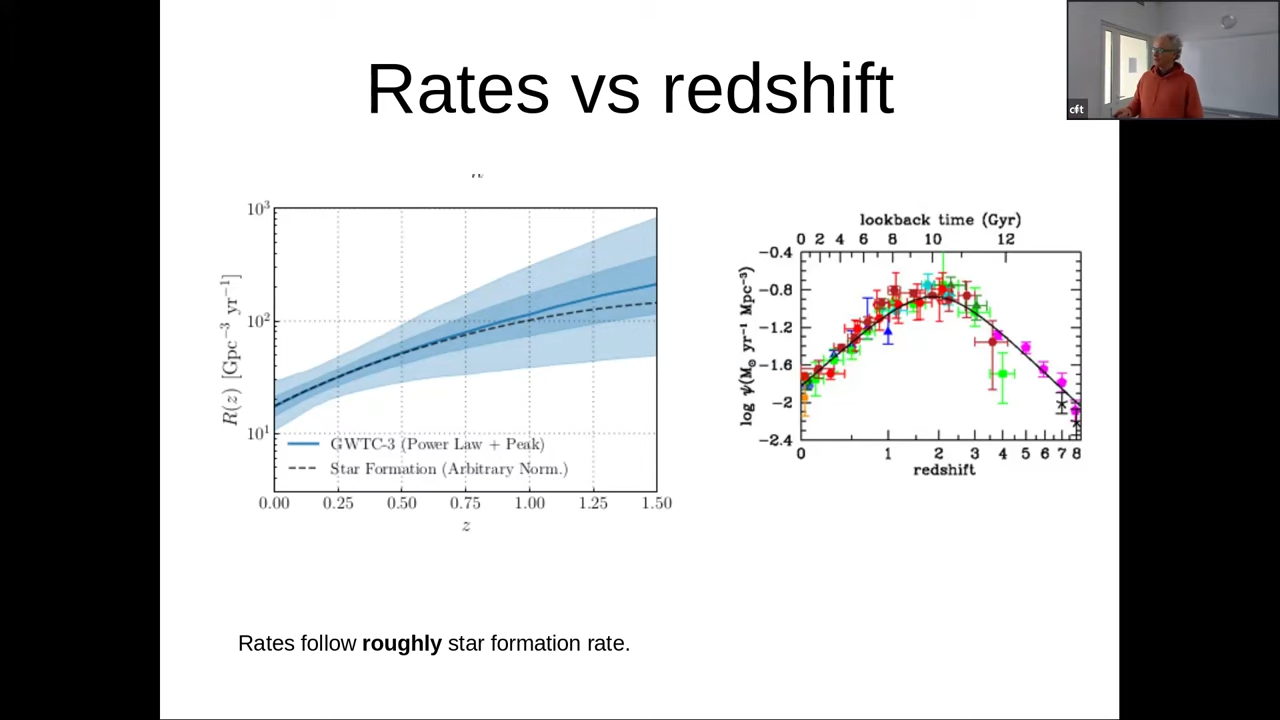 Rates vs redshift
cft
10³
10²
10¹
R(z) [Gpc⁻³ yr⁻¹]
GWTC-3 (Power Law + Peak)
Star Formation (Arbitrary Norm.)
0.00 0.25 0.50 0.75 1.00 1.25 1.50
z
lookback time (Gyr)
0 2 4 6 8 10 12
−0.4
−0.8
−1.2
−1.6
−2
−2.4
log ψ(M☉ yr⁻¹ Mpc⁻³)
0 1 2 3 4 5 6 7 8
redshift
Rates follow roughly star formation rate.